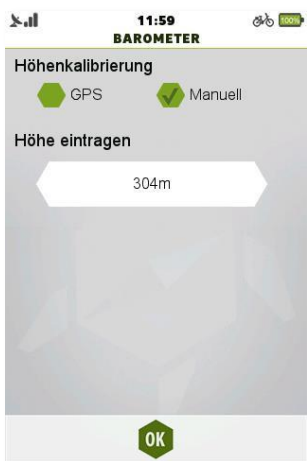 11:59
100%
BAROMETER
Höhenkalibrierung
GPS
Manuell
Höhe eintragen
304m
OK